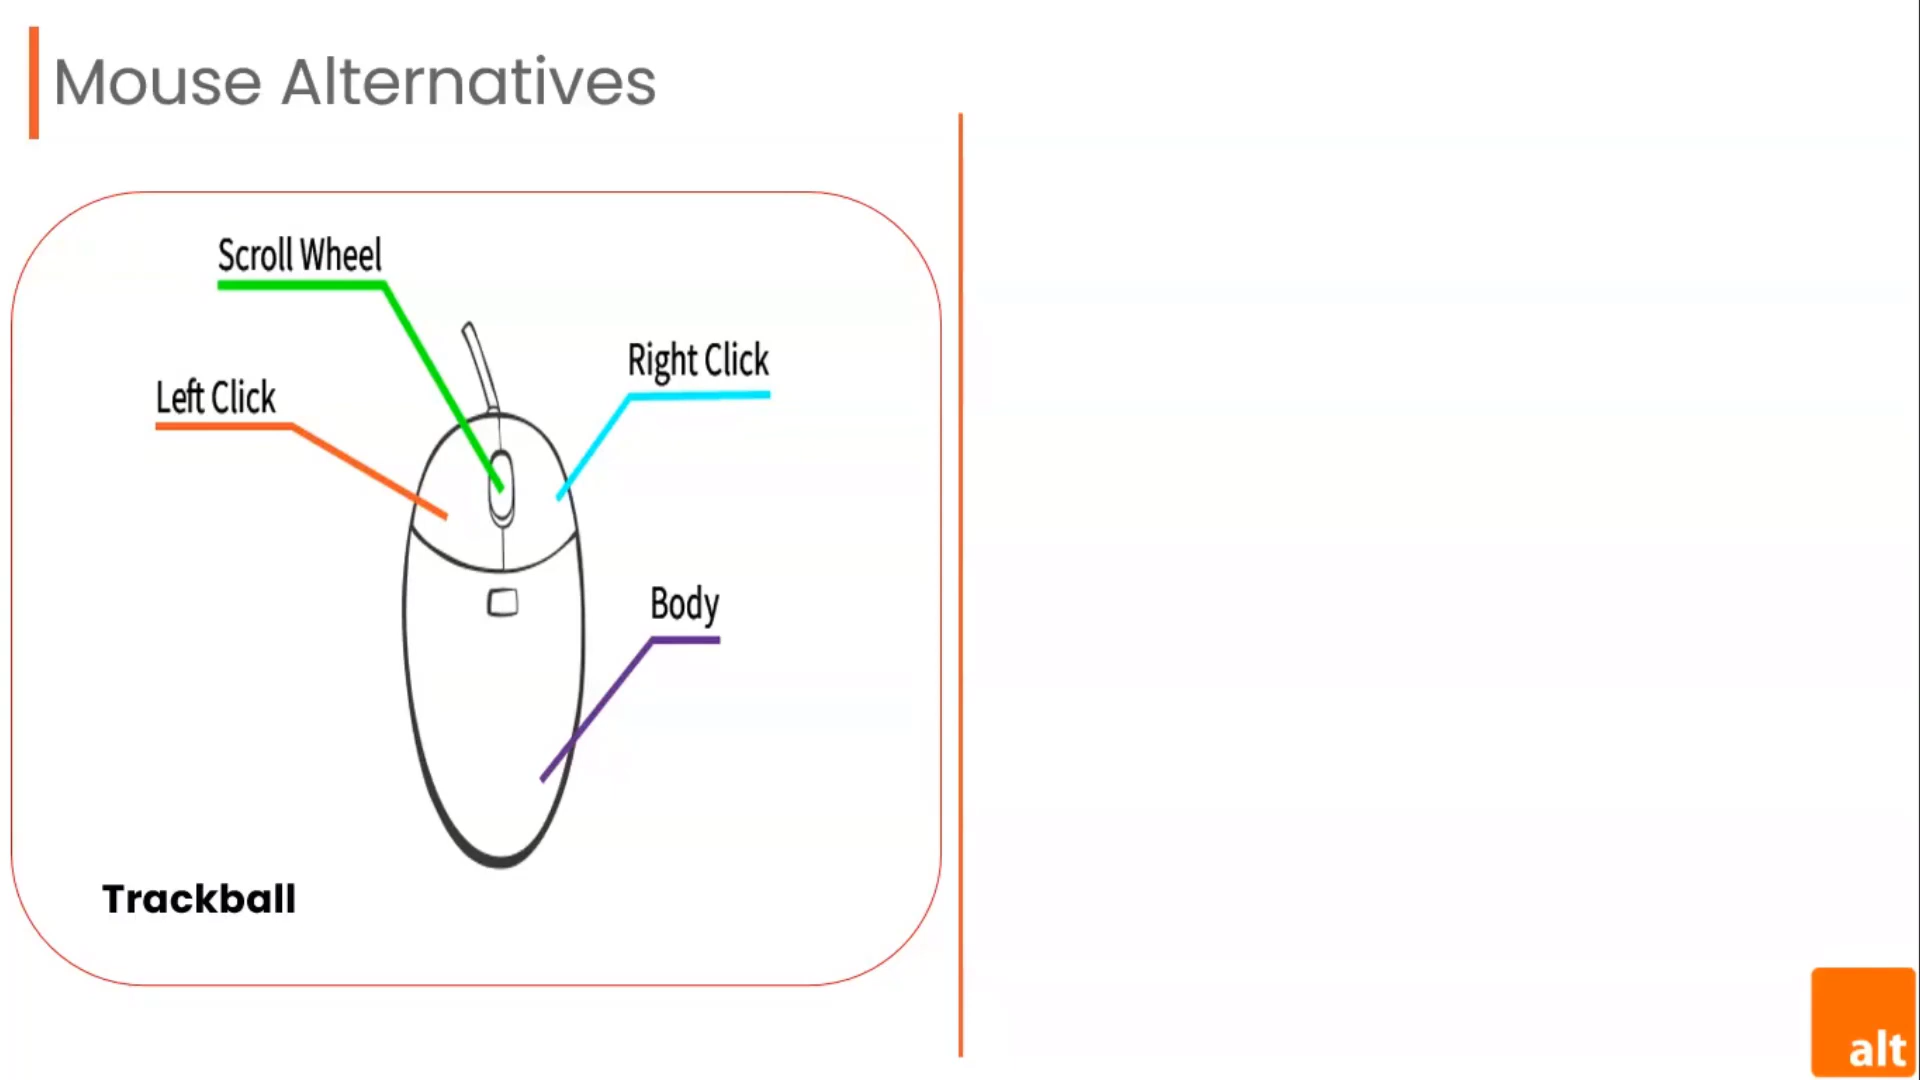 Mouse Alternatives
Scroll Wheel
Right Click
Left Click
Body
Trackball
alt